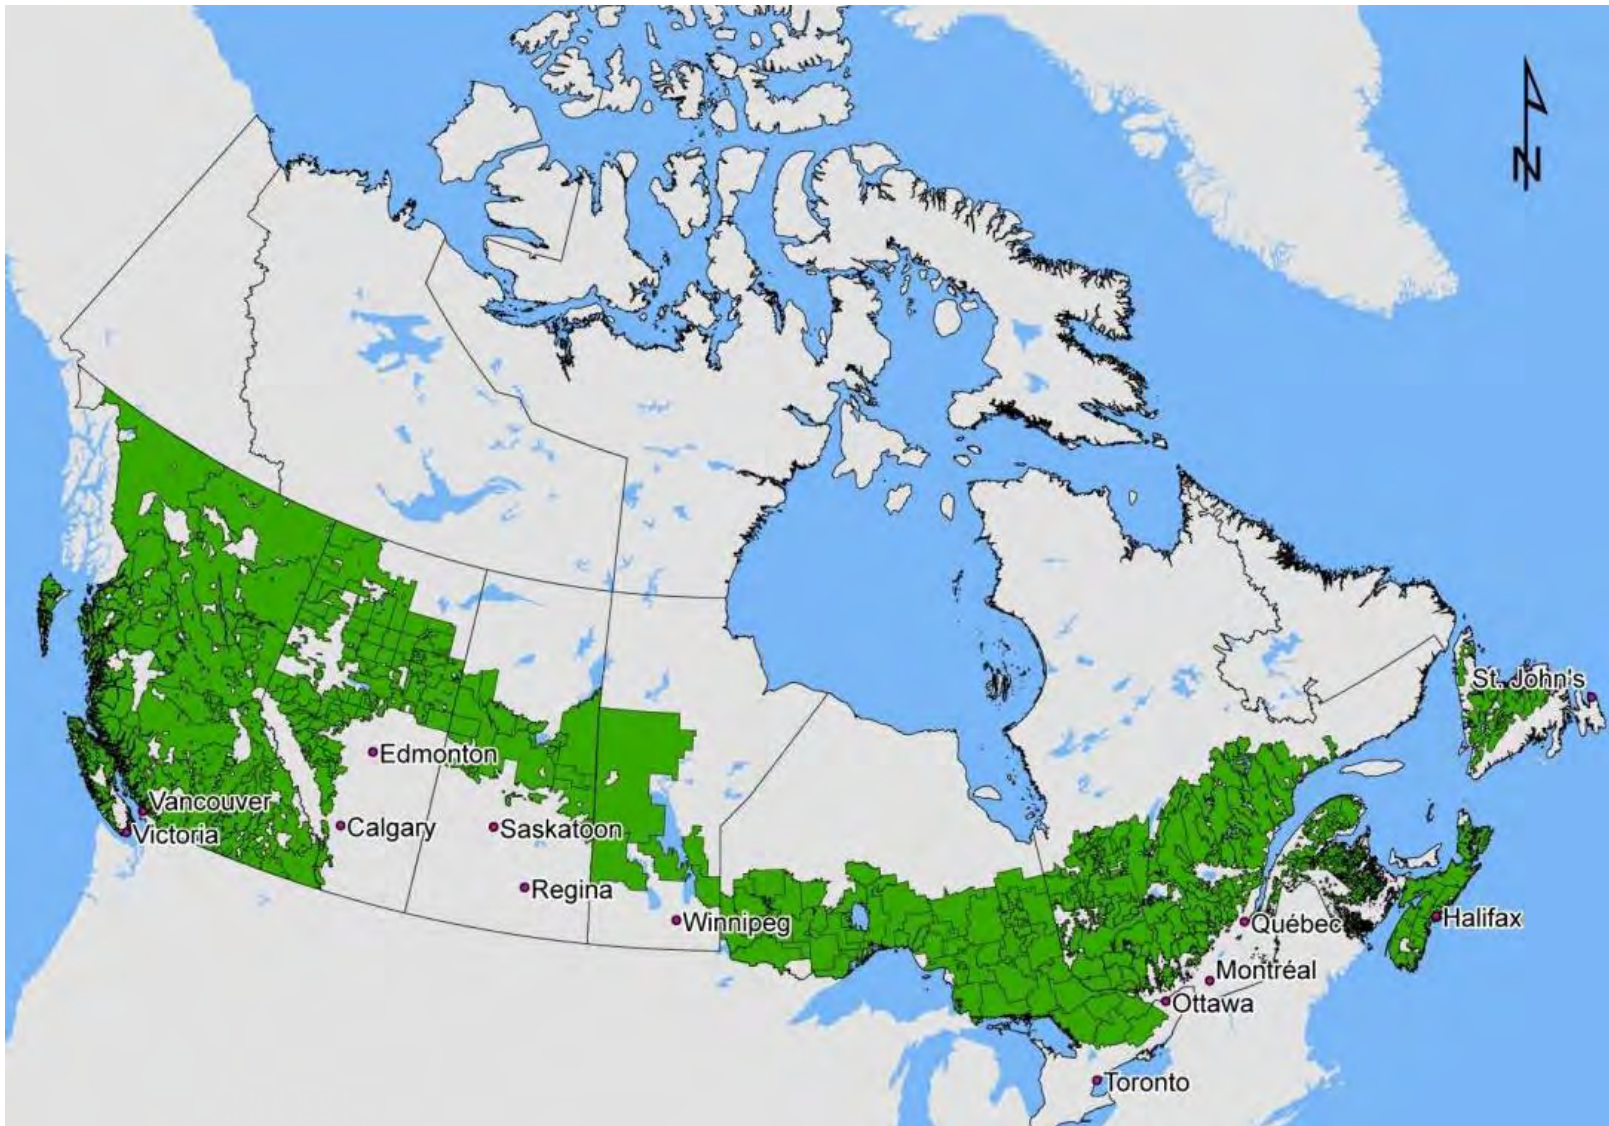 N
St. John's
Edmonton
Vancouver
Victoria
Calgary
Saskatoon
Regina
Winnipeg
Québec
Halifax
Montréal
Ottawa
Toronto